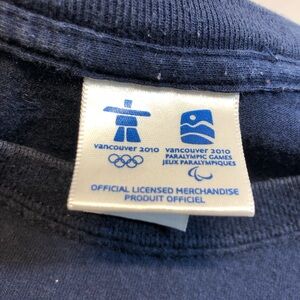 vancouver 2010
vancouver 2010
PARALYMPIC GAMES
JEUX PARALYMPIQUES
OFFICIAL LICENSED MERCHANDISE
PRODUIT OFFICIEL